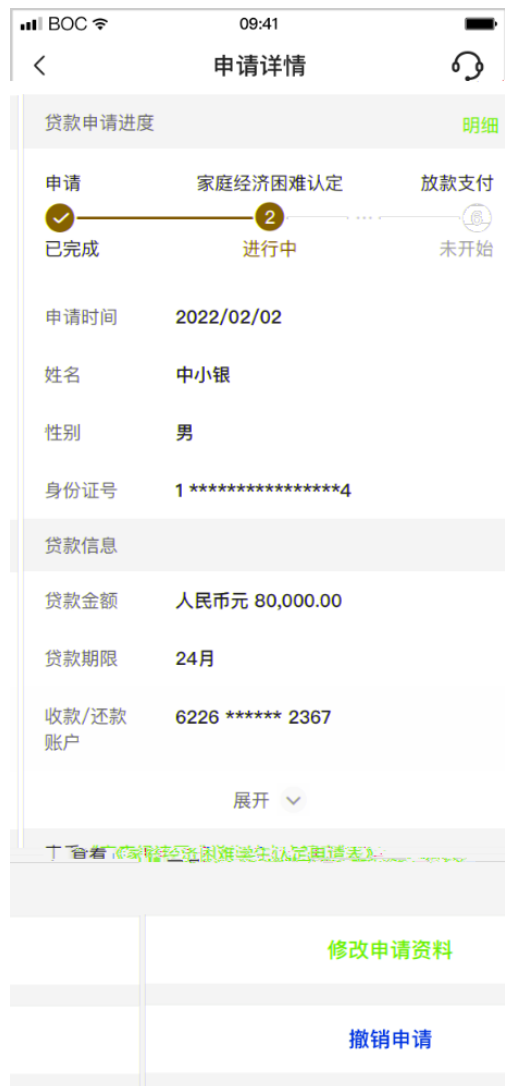 BOC
09:41
申请详情
贷款申请进度 明细
申请 家庭经济困难认定 放款支付
2 6
已完成 进行中 未开始
申请时间 2022/02/02
姓名 中小银
性别 男
身份证号 1 ****************4
贷款信息
贷款金额 人民币元 80,000.00
贷款期限 24月
收款/还款 6226 ****** 2367
账户
展开
查看
修改申请资料
撤销申请